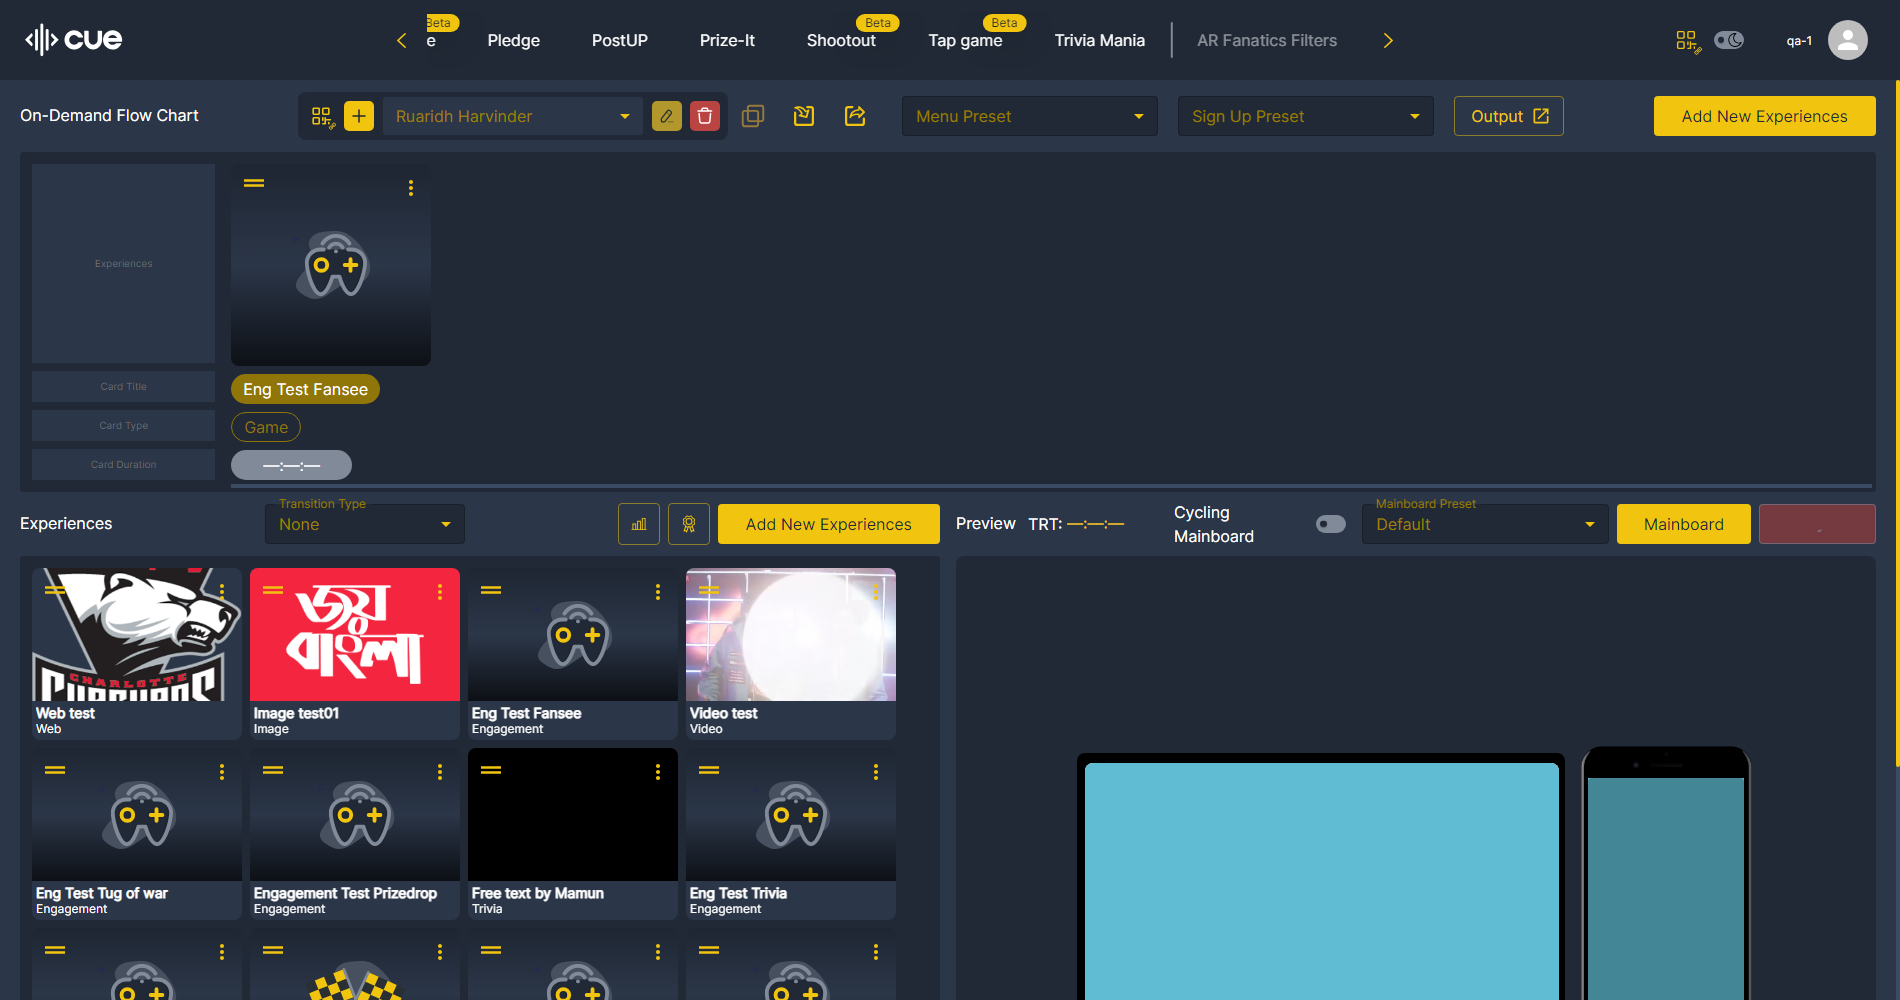 cue
e
Beta
Pledge
PostUP
Prize-It
Shootout
Beta
Tap game
Beta
Trivia Mania
AR Fanatics Filters
qa-1
On-Demand Flow Chart
Ruaridh Harvinder
Menu Preset
Sign Up Preset
Output
Add New Experiences
Experiences
Card Title
Eng Test Fansee
Card Type
Game
Card Duration
—:—:—
Experiences
Transition Type
None
Add New Experiences
Preview
TRT: —:—:—
Cycling
Mainboard
Mainboard Preset
Default
Mainboard
CHARLOTTE
Web test
Web
জয়
বাংলা
Image test01
Image
Eng Test Fansee
Engagement
Video test
Video
Eng Test Tug of war
Engagement
Engagement Test Prizedrop
Engagement
Free text by Mamun
Trivia
Eng Test Trivia
Engagement